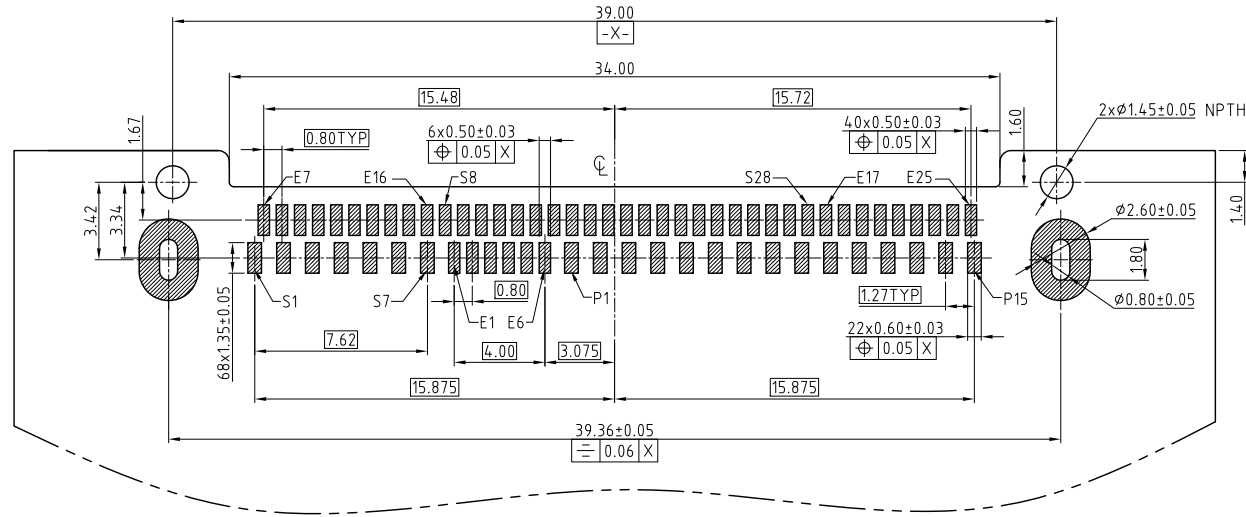 39.00
-X-
34.00
15.48
15.72
0.80TYP
6x0.50±0.03
⌖ 0.05 X
40x0.50±0.03
⌖ 0.05 X
1.60
2xø1.45±0.05 NPTH
1.67
℄
E7
E16
S8
S28
E17
E25
3.42
3.34
ø2.60±0.05
1.40
1.80
S1
S7
0.80
E1
E6
P1
1.27TYP
P15
ø0.80±0.05
68x1.35±0.05
7.62
4.00
3.075
22x0.60±0.03
⌖ 0.05 X
15.875
15.875
39.36±0.05
⌯ 0.06 X